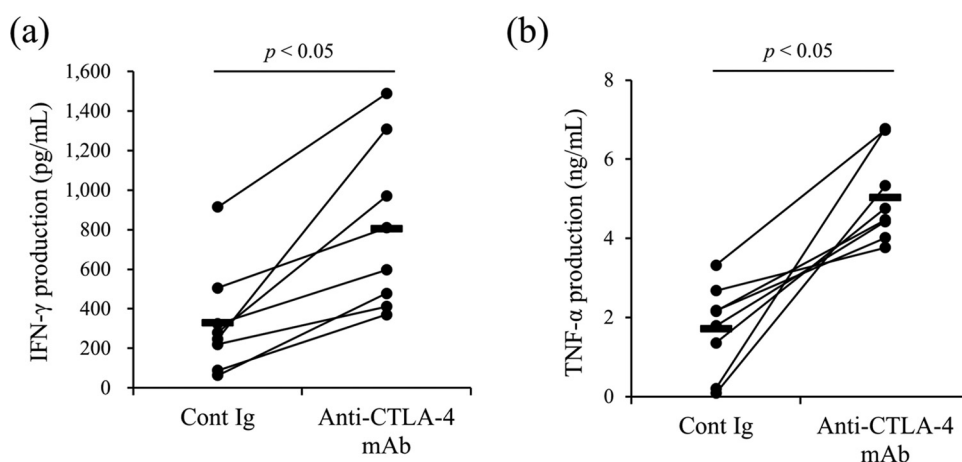 (a)
p < 0.05
IFN-γ production (pg/mL)
1,600
1,400
1,200
1,000
800
600
400
200
0
Cont Ig
Anti-CTLA-4
mAb
(b)
p < 0.05
TNF-α production (ng/mL)
8
6
4
2
0
Cont Ig
Anti-CTLA-4
mAb